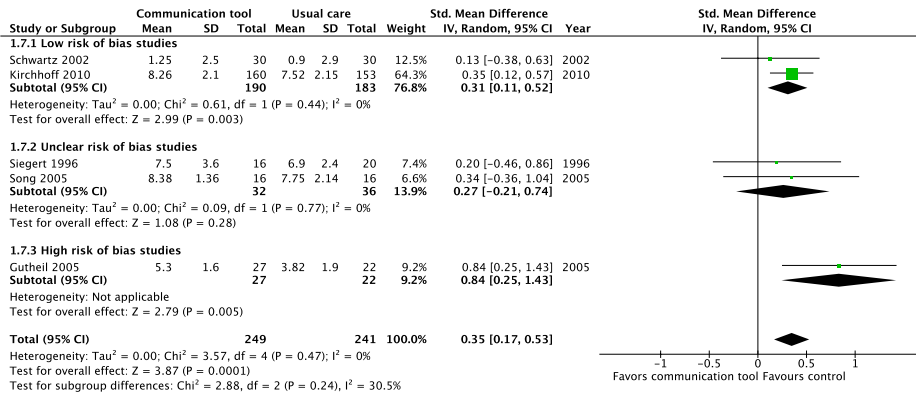 Communication tool Usual care Std. Mean Difference Std. Mean Difference
Study or Subgroup Mean SD Total Mean SD Total Weight IV, Random, 95% CI Year IV, Random, 95% CI
1.7.1 Low risk of bias studies
Schwartz 2002 1.25 2.5 30 0.9 2.9 30 12.5% 0.13 [-0.38, 0.63] 2002
Kirchhoff 2010 8.26 2.1 160 7.52 2.15 153 64.3% 0.35 [0.12, 0.57] 2010
Subtotal (95% CI) 190 183 76.8% 0.31 [0.11, 0.52]
Heterogeneity: Tau² = 0.00; Chi² = 0.61, df = 1 (P = 0.44); I² = 0%
Test for overall effect: Z = 2.99 (P = 0.003)
1.7.2 Unclear risk of bias studies
Siegert 1996 7.5 3.6 16 6.9 2.4 20 7.4% 0.20 [-0.46, 0.86] 1996
Song 2005 8.38 1.36 16 7.75 2.14 16 6.6% 0.34 [-0.36, 1.04] 2005
Subtotal (95% CI) 32 36 13.9% 0.27 [-0.21, 0.74]
Heterogeneity: Tau² = 0.00; Chi² = 0.09, df = 1 (P = 0.77); I² = 0%
Test for overall effect: Z = 1.08 (P = 0.28)
1.7.3 High risk of bias studies
Gutheil 2005 5.3 1.6 27 3.82 1.9 22 9.2% 0.84 [0.25, 1.43] 2005
Subtotal (95% CI) 27 22 9.2% 0.84 [0.25, 1.43]
Heterogeneity: Not applicable
Test for overall effect: Z = 2.79 (P = 0.005)
Total (95% CI) 249 241 100.0% 0.35 [0.17, 0.53]
Heterogeneity: Tau² = 0.00; Chi² = 3.57, df = 4 (P = 0.47); I² = 0%
Test for overall effect: Z = 3.87 (P = 0.0001)
Test for subgroup differences: Chi² = 2.88, df = 2 (P = 0.24), I² = 30.5%
-1 -0.5 0 0.5 1
Favors communication tool Favours control